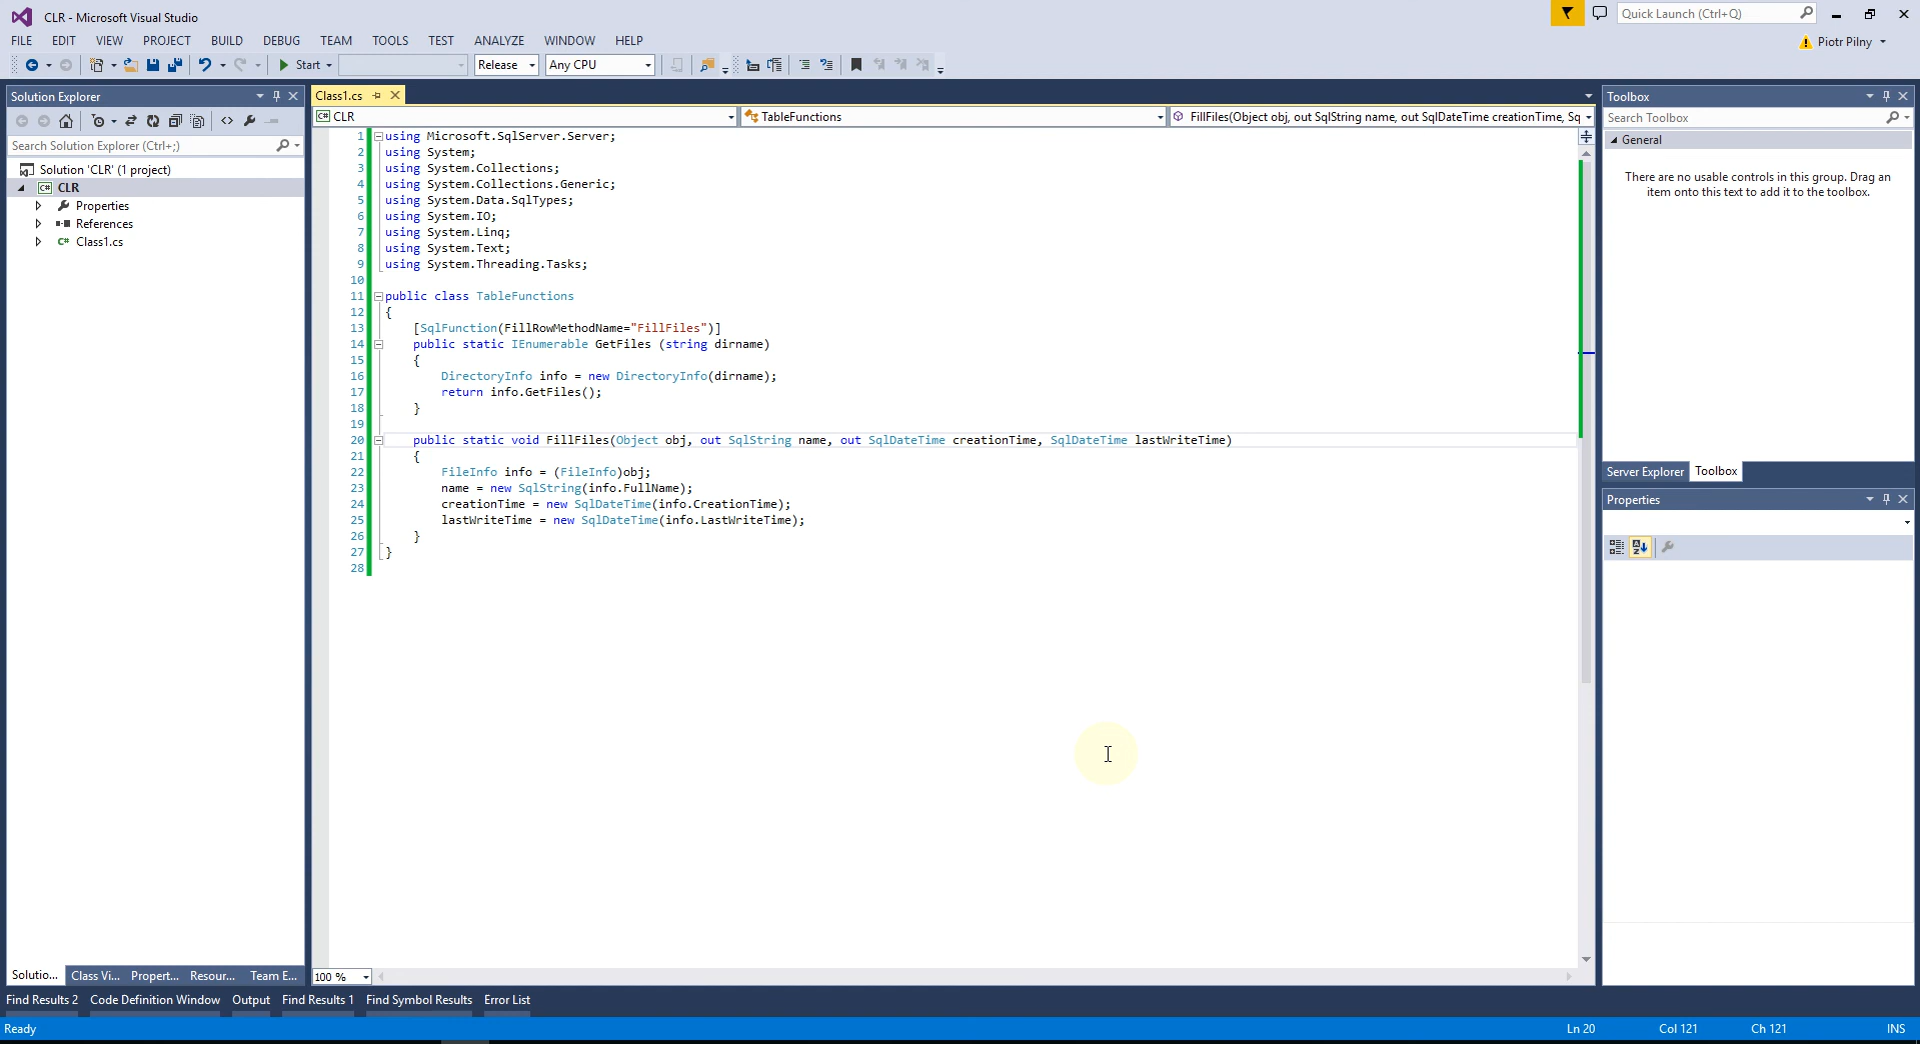 CLR - Microsoft Visual Studio
Quick Launch (Ctrl+Q)
FILE EDIT VIEW PROJECT BUILD DEBUG TEAM TOOLS TEST ANALYZE WINDOW HELP
Piotr Pilny
Start Release Any CPU
Solution Explorer
Search Solution Explorer (Ctrl+;)
Solution 'CLR' (1 project)
C# CLR
Properties
References
C# Class1.cs
Class1.cs
C# CLR
TableFunctions
FillFiles(Object obj, out SqlString name, out SqlDateTime creationTime, Sq
1 using Microsoft.SqlServer.Server;
2 using System;
3 using System.Collections;
4 using System.Collections.Generic;
5 using System.Data.SqlTypes;
6 using System.IO;
7 using System.Linq;
8 using System.Text;
9 using System.Threading.Tasks;
10
11 public class TableFunctions
12 {
13 [SqlFunction(FillRowMethodName="FillFiles")]
14 public static IEnumerable GetFiles (string dirname)
15 {
16 DirectoryInfo info = new DirectoryInfo(dirname);
17 return info.GetFiles();
18 }
19
20 public static void FillFiles(Object obj, out SqlString name, out SqlDateTime creationTime, SqlDateTime lastWriteTime)
21 {
22 FileInfo info = (FileInfo)obj;
23 name = new SqlString(info.FullName);
24 creationTime = new SqlDateTime(info.CreationTime);
25 lastWriteTime = new SqlDateTime(info.LastWriteTime);
26 }
27 }
28
100 %
Toolbox
Search Toolbox
General
There are no usable controls in this group. Drag an
item onto this text to add it to the toolbox.
Server Explorer Toolbox
Properties
Solutio... Class Vi... Propert... Resour... Team E...
Find Results 2 Code Definition Window Output Find Results 1 Find Symbol Results Error List
Ready
Ln 20 Col 121 Ch 121 INS